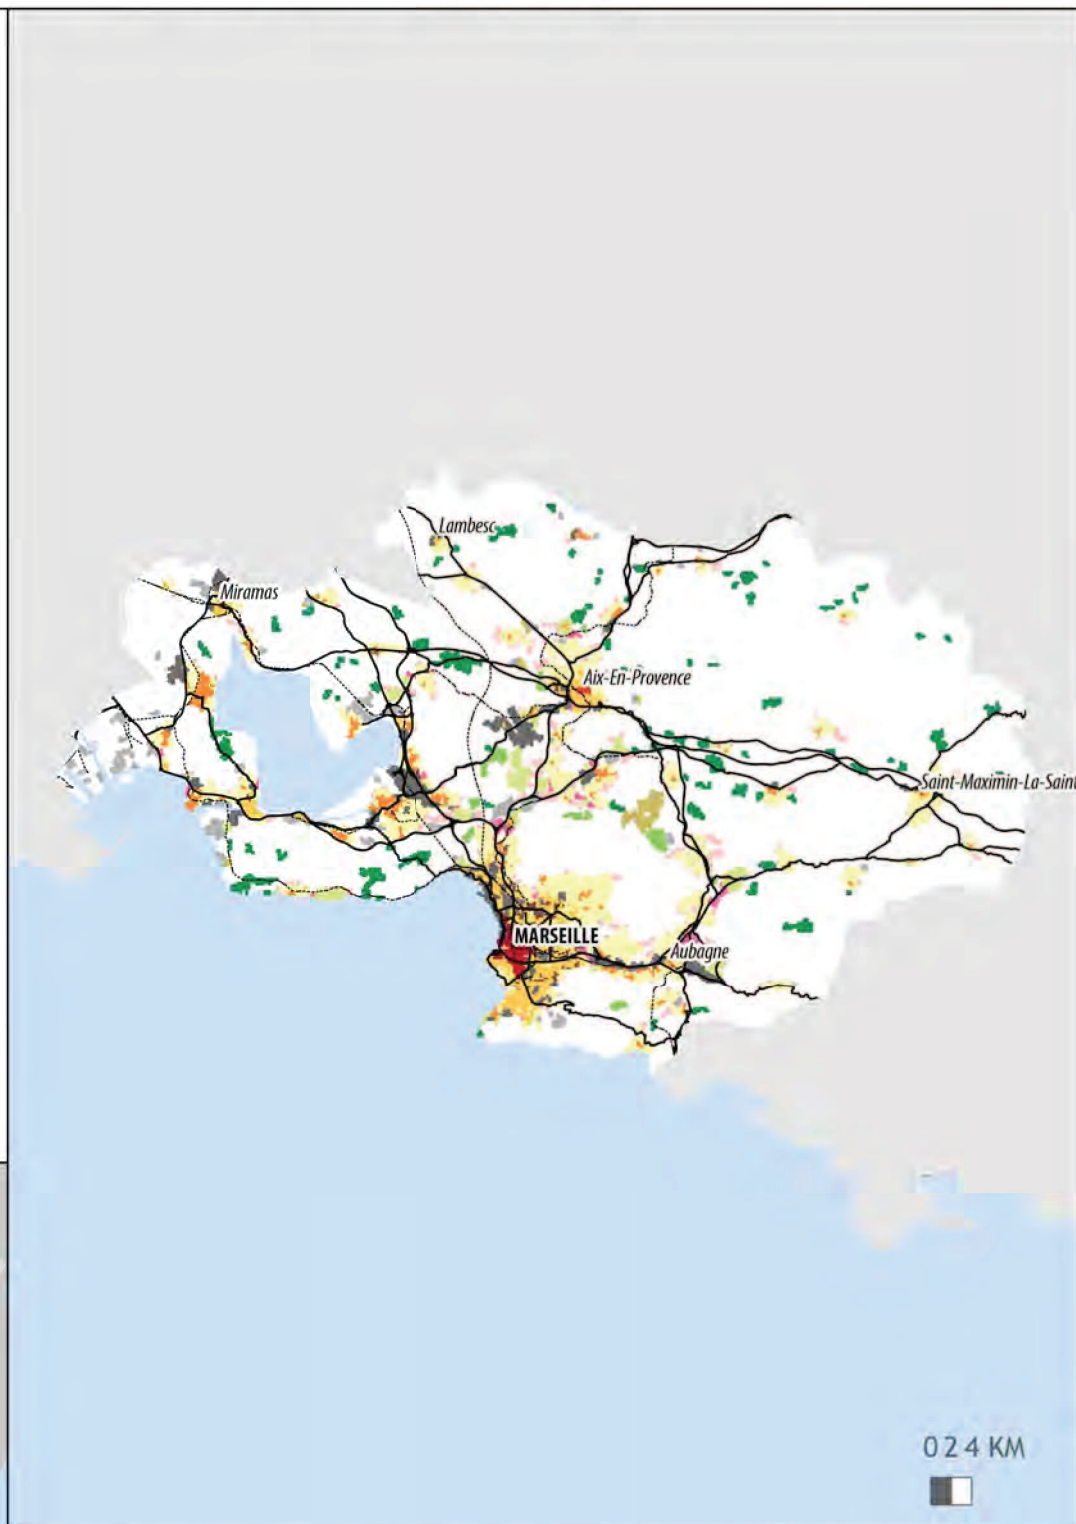 Lambesc
Miramas
Aix-En-Provence
Saint-Maximin-La-Saint
MARSEILLE
Aubagne
0 2 4 KM